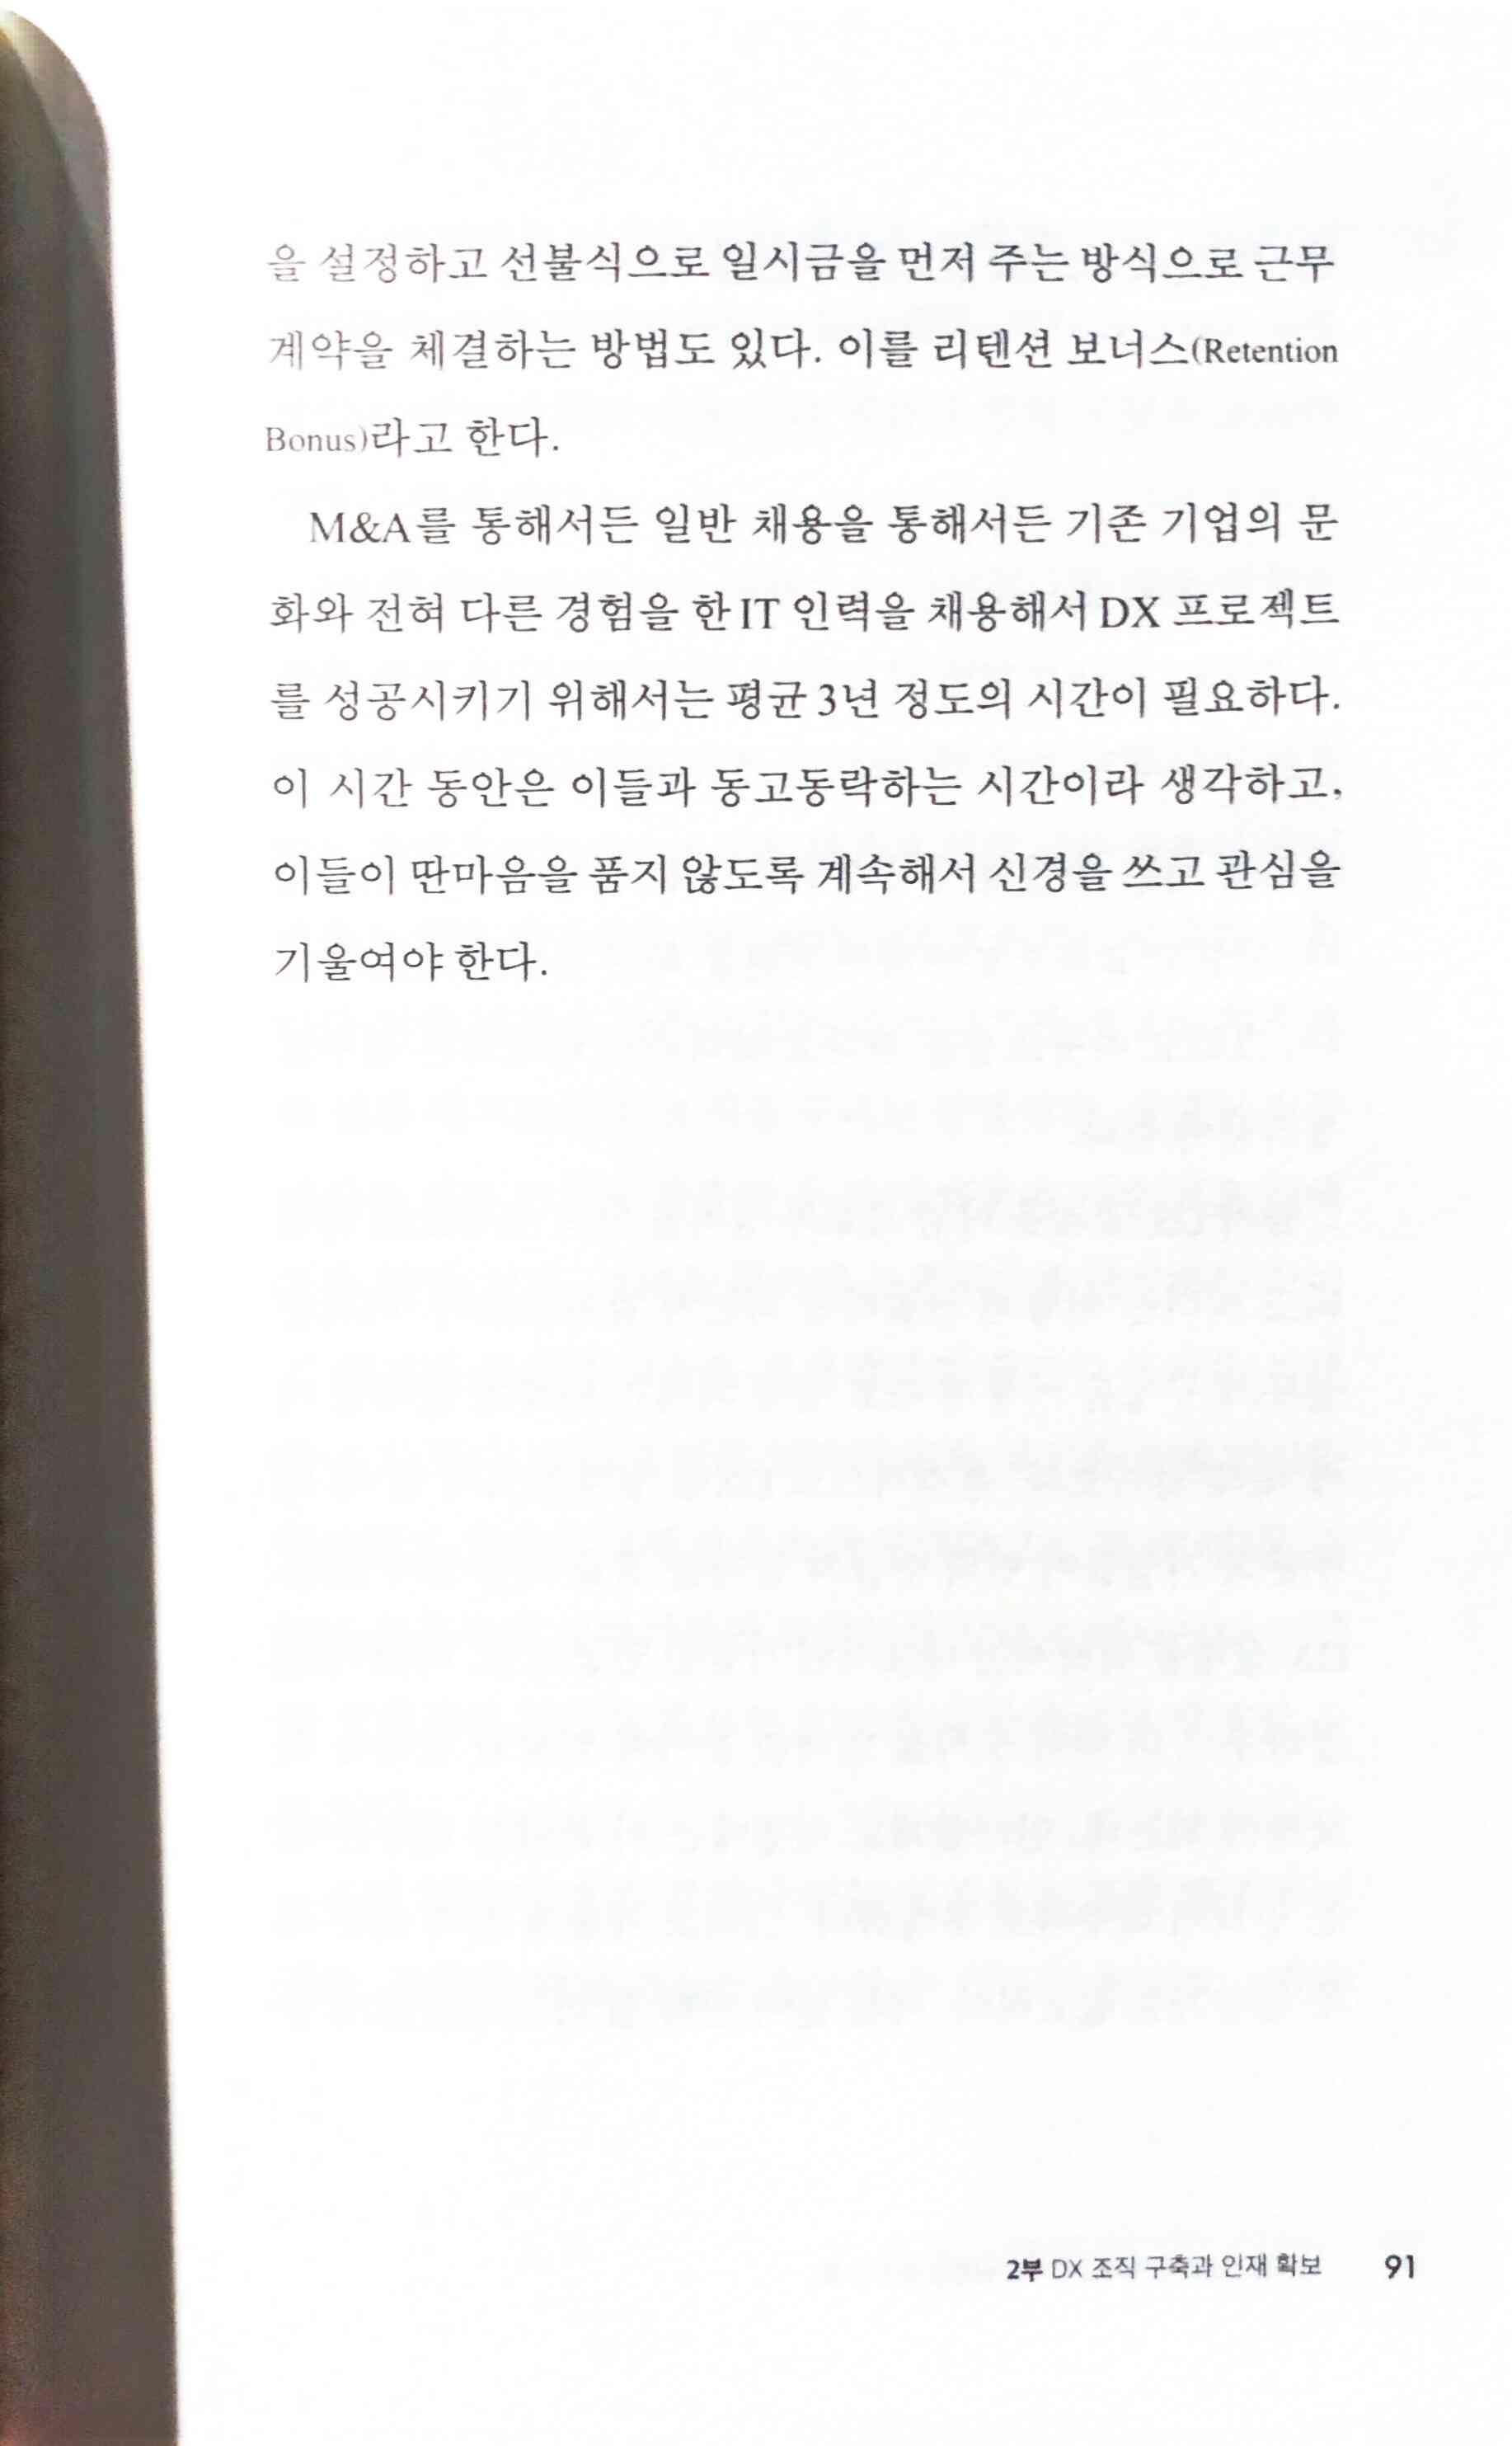 을 설정하고 선불식으로 일시금을 먼저 주는 방식으로 근무
계약을 체결하는 방법도 있다. 이를 리텐션 보너스(Retention
Bonus)라고 한다.
M&A를 통해서든 일반 채용을 통해서든 기존 기업의 문
화와 전혀 다른 경험을 한 IT 인력을 채용해서 DX 프로젝트
를 성공시키기 위해서는 평균 3년 정도의 시간이 필요하다.
이 시간 동안은 이들과 동고동락하는 시간이라 생각하고,
이들이 딴마음을 품지 않도록 계속해서 신경을 쓰고 관심을
기울여야 한다.
2부 DX 조직 구축과 인재 확보 91